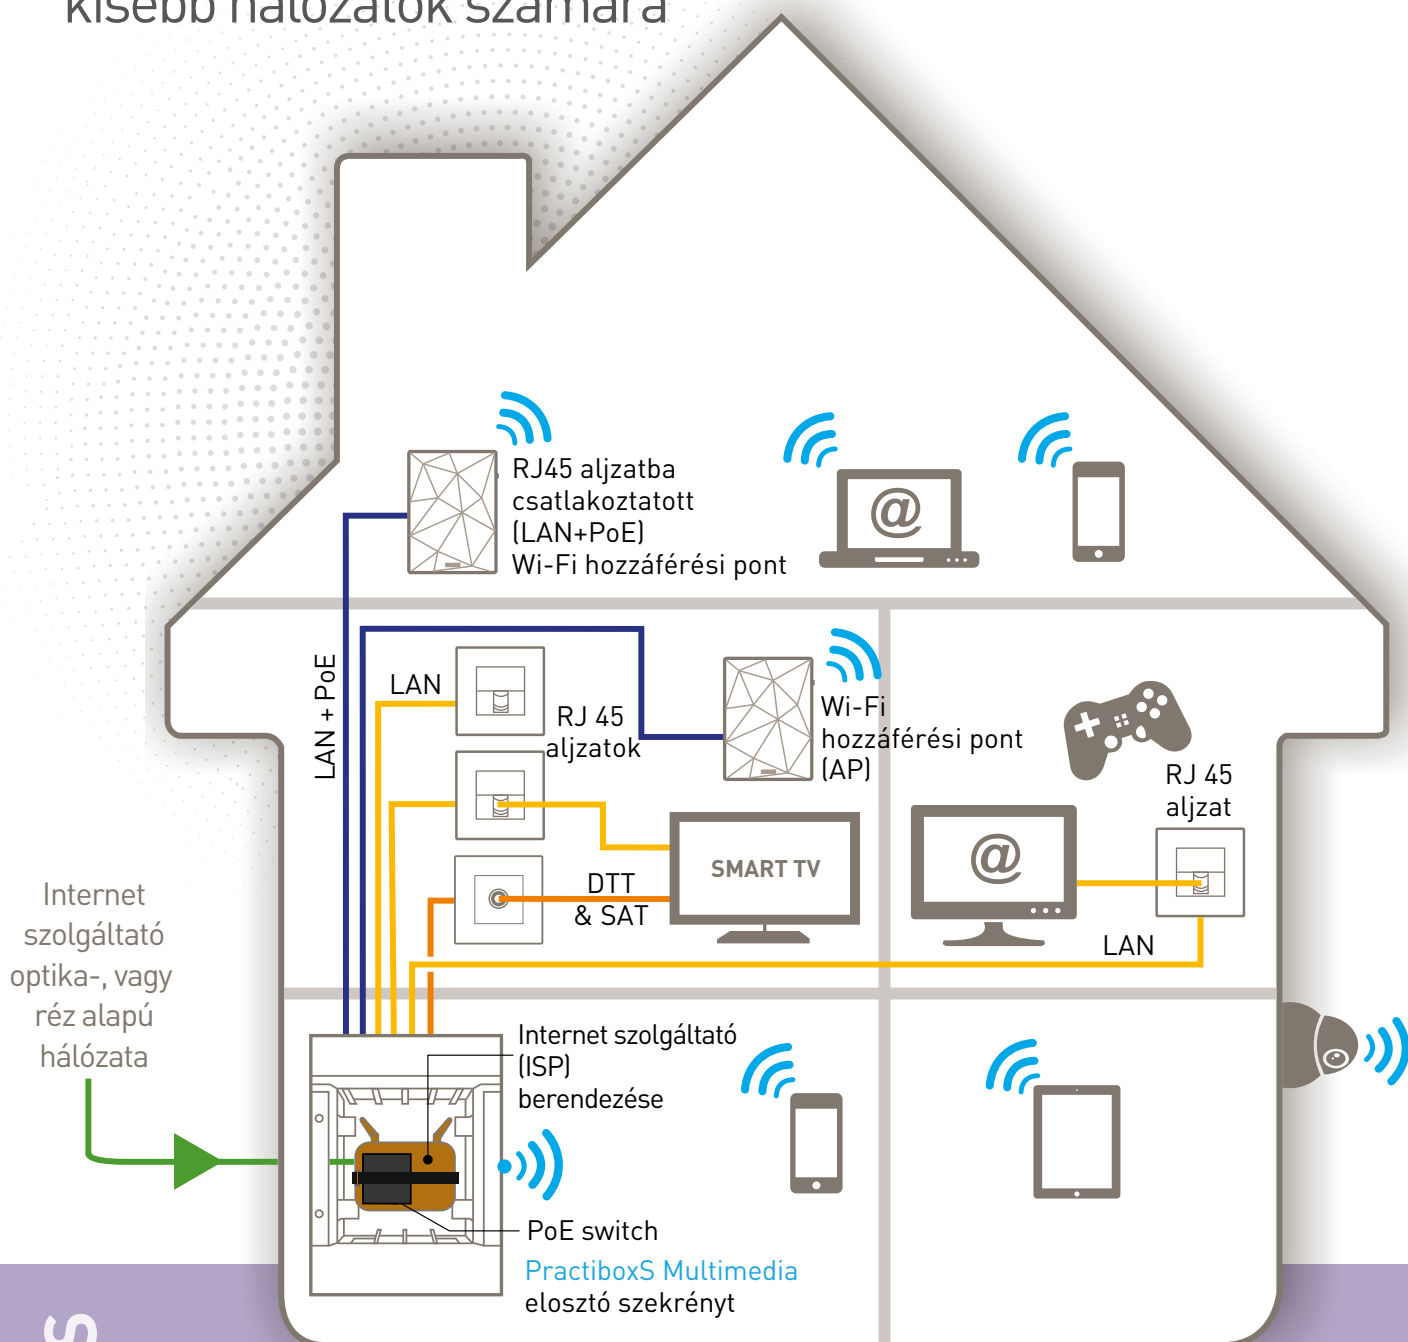 kisebb hálózatok számára
RJ45 aljzatba
csatlakoztatott
(LAN+PoE)
Wi-Fi hozzáférési pont
@
LAN + PoE
LAN
RJ 45
aljzatok
Wi-Fi
hozzáférési pont
(AP)
RJ 45
aljzat
@
SMART TV
DTT
& SAT
LAN
Internet
szolgáltató
optika-, vagy
réz alapú
hálózata
Internet szolgáltató
(ISP)
berendezése
PoE switch
PractiboxS Multimedia
elosztó szekrényt
S